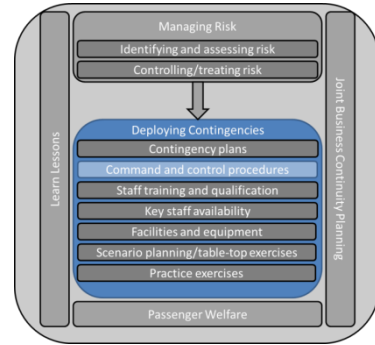 Managing Risk
Identifying and assessing risk
Controlling/treating risk
Learn Lessons
Joint Business Continuity Planning
Deploying Contingencies
Contingency plans
Command and control procedures
Staff training and qualification
Key staff availability
Facilities and equipment
Scenario planning/table-top exercises
Practice exercises
Passenger Welfare